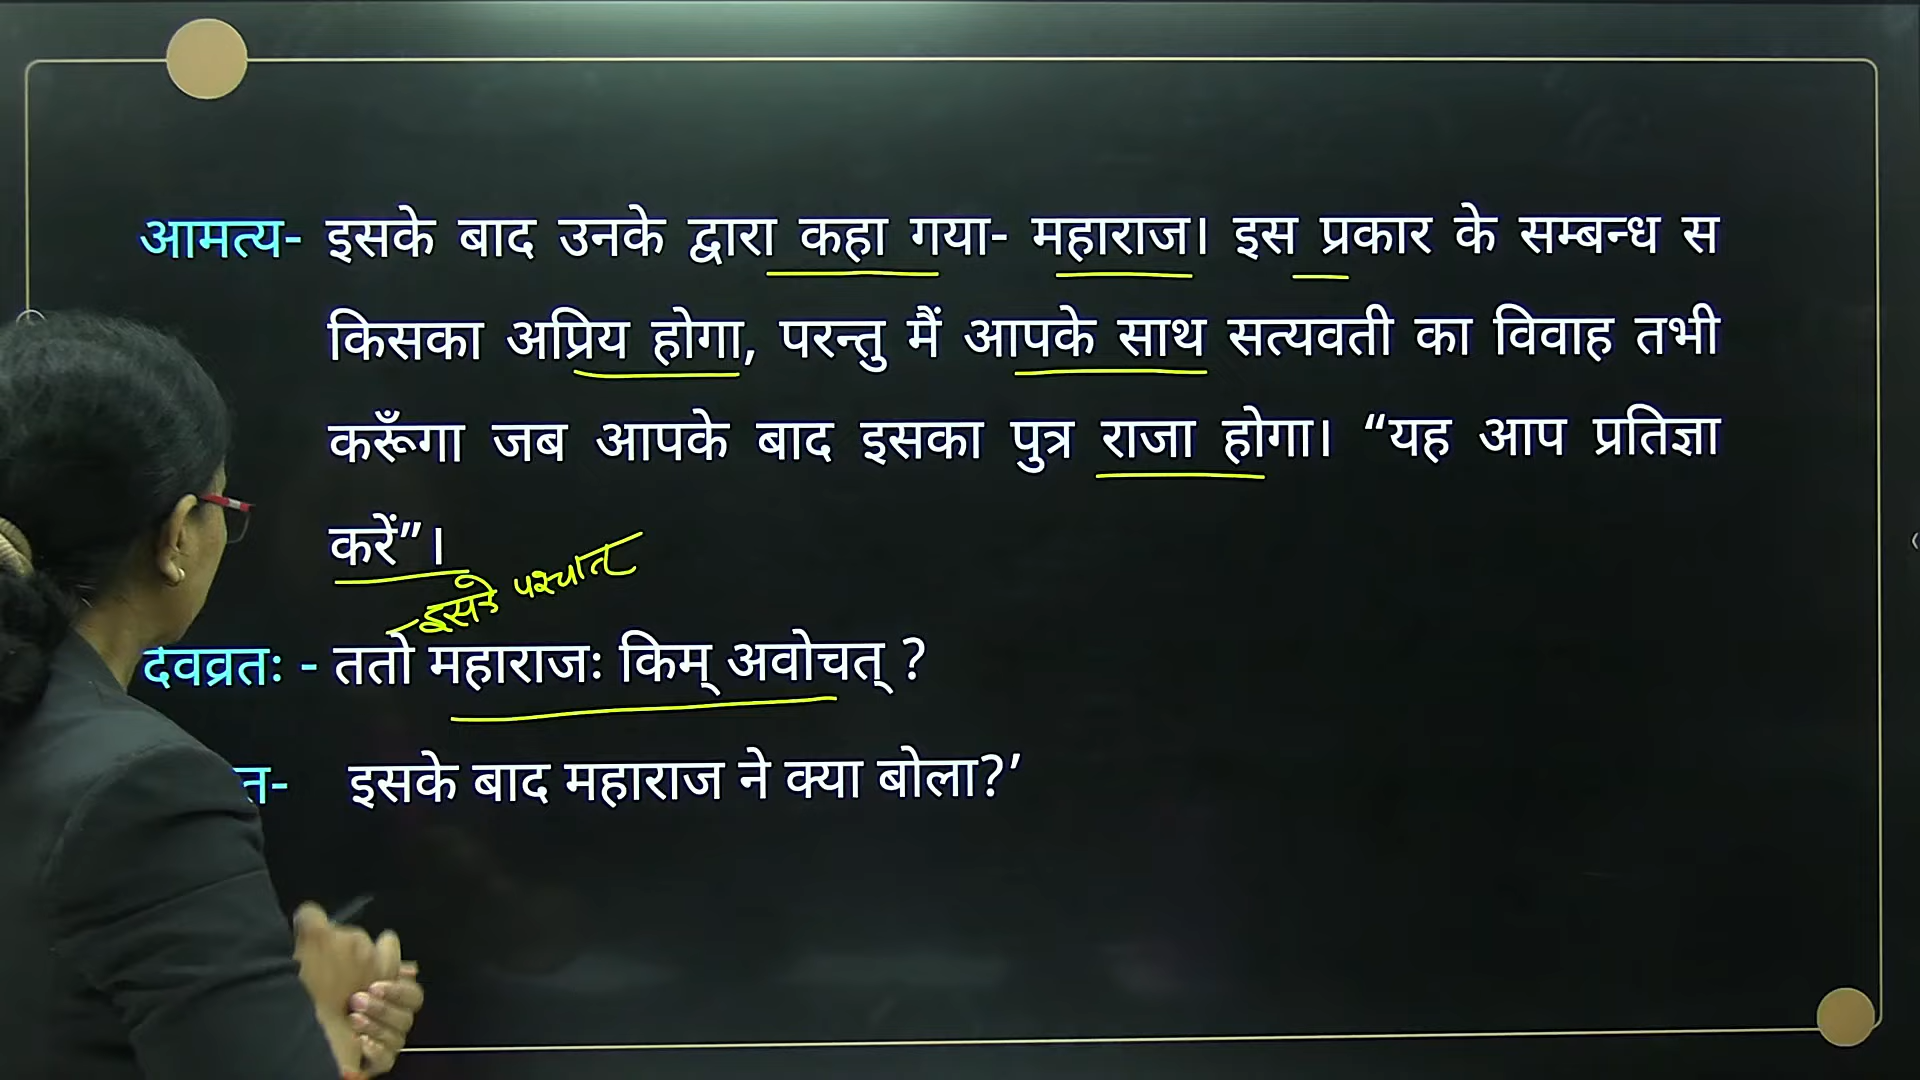 आमत्य- इसके बाद उनके द्वारा कहा गया- महाराज। इस प्रकार के सम्बन्ध स
किसका अप्रिय होगा, परन्तु मैं आपके साथ सत्यवती का विवाह तभी
करूँगा जब आपके बाद इसका पुत्र राजा होगा। “यह आप प्रतिज्ञा
करें”।
इसके पश्चात
देवव्रतः - ततो महाराजः किम् अवोचत् ?
त- इसके बाद महाराज ने क्या बोला?’